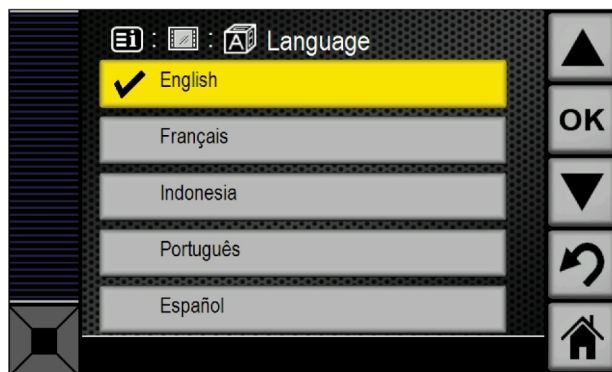 : : A Language
English
Français
Indonesia
Português
Español
OK